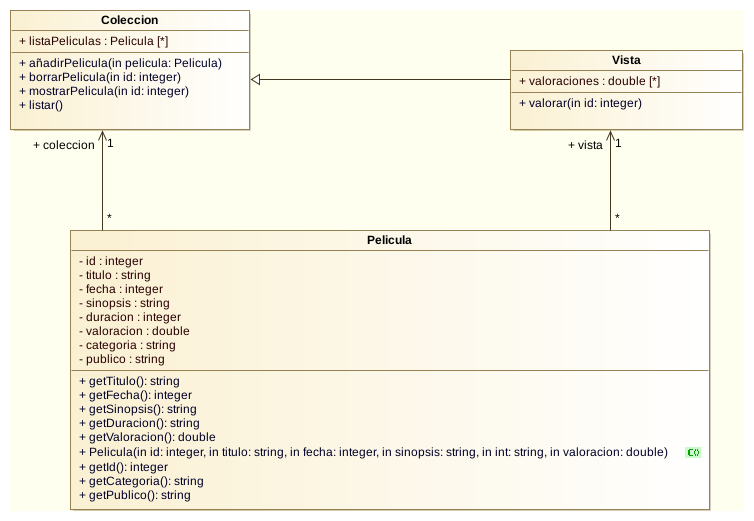 Coleccion
+ listaPeliculas : Pelicula [*]
+ añadirPelicula(in pelicula: Pelicula)
+ borrarPelicula(in id: integer)
+ mostrarPelicula(in id: integer)
+ listar()
Vista
+ valoraciones : double [*]
+ valorar(in id: integer)
+ coleccion
1
*
+ vista
1
*
Pelicula
- id : integer
- titulo : string
- fecha : integer
- sinopsis : string
- duracion : integer
- valoracion : double
- categoria : string
- publico : string
+ getTitulo(): string
+ getFecha(): integer
+ getSinopsis(): string
+ getDuracion(): string
+ getValoracion(): double
+ Pelicula(in id: integer, in titulo: string, in fecha: integer, in sinopsis: string, in int: string, in valoracion: double) C()
+ getId(): integer
+ getCategoria(): string
+ getPublico(): string